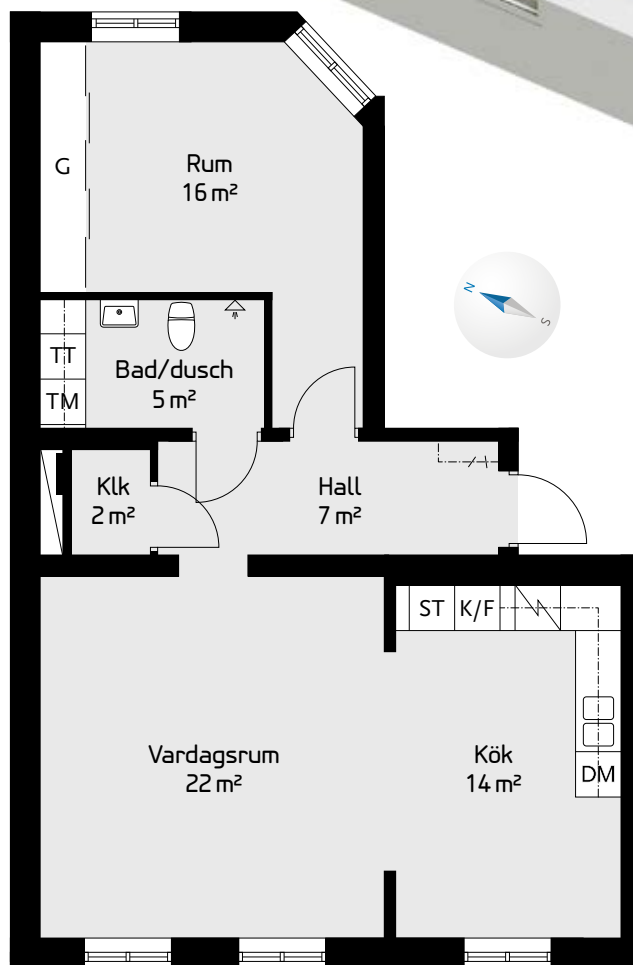 G
Rum
16 m²
N
S
TT
TM
Bad/dusch
5 m²
Klk
2 m²
Hall
7 m²
ST K/F
Vardagsrum
22 m²
Kök
14 m²
DM